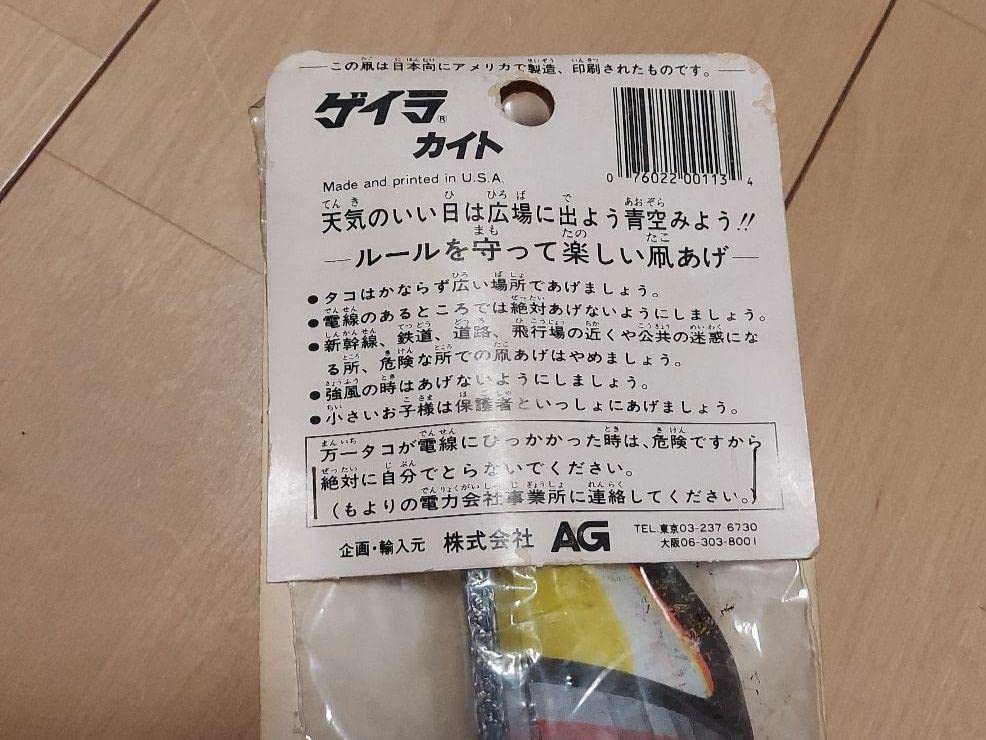 この凧は日本向にアメリカで製造、印刷されたものです。
ゲイラ®
カイト
0 76022 00113 4
Made and printed in U.S.A.
天気のいい日は広場に出よう青空みよう!!
ルールを守って楽しい凧あげ
●タコはかならず広い場所であげましょう。
●電線のあるところでは絶対あげないようにしましょう。
●新幹線、鉄道、道路、飛行場の近くや公共の迷惑にな
る所、危険な所での凧あげはやめましょう。
●強風の時はあげないようにしましょう。
●小さいお子様は保護者といっしょにあげましょう。
万一タコが電線にひっかかった時は、危険ですから
絶対に自分でとらないでください。
(もよりの電力会社事業所に連絡してください。)
企画・輸入元 株式会社 AG
TEL.東京03-237-6730
大阪06-303-8001